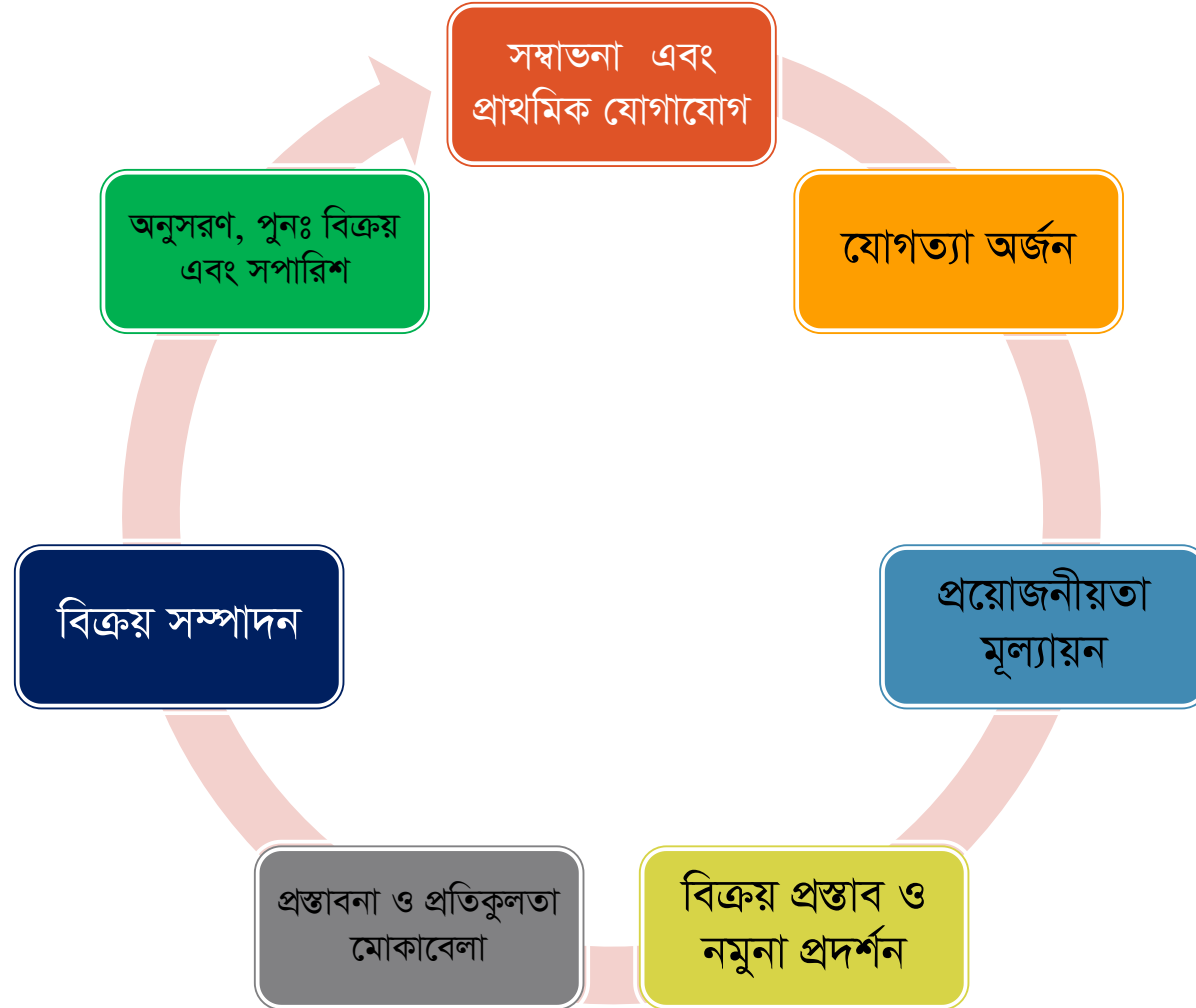 সম্বাভনা এবং
প্রাথমিক যোগাযোগ
যোগত্যা অর্জন
প্রয়োজনীয়তা
মূল্যায়ন
বিক্রয় প্রস্তাব ও
নমুনা প্রদর্শন
প্রস্তাবনা ও প্রতিকুলতা
মোকাবেলা
বিক্রয় সম্পাদন
অনুসরণ, পুনঃ বিক্রয়
এবং সপারিশ